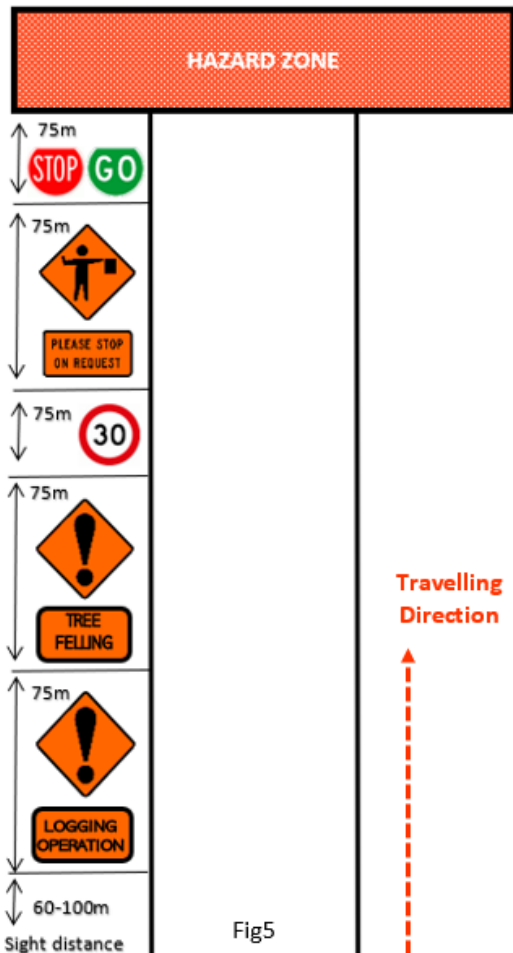 HAZARD ZONE
75m
STOP GO
75m
PLEASE STOP
ON REQUEST
75m
30
75m
TREE
FELLING
Travelling
Direction
75m
LOGGING
OPERATION
60-100m
Sight distance
Fig5